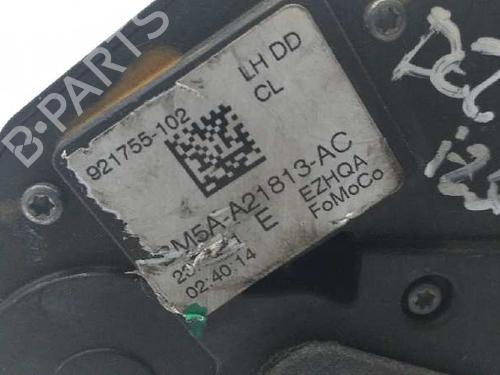 B-PARTS
LH DD
CL
921755-102
M5A-A21813-AC
E
EZHQA
FoMoCo
02:40:14